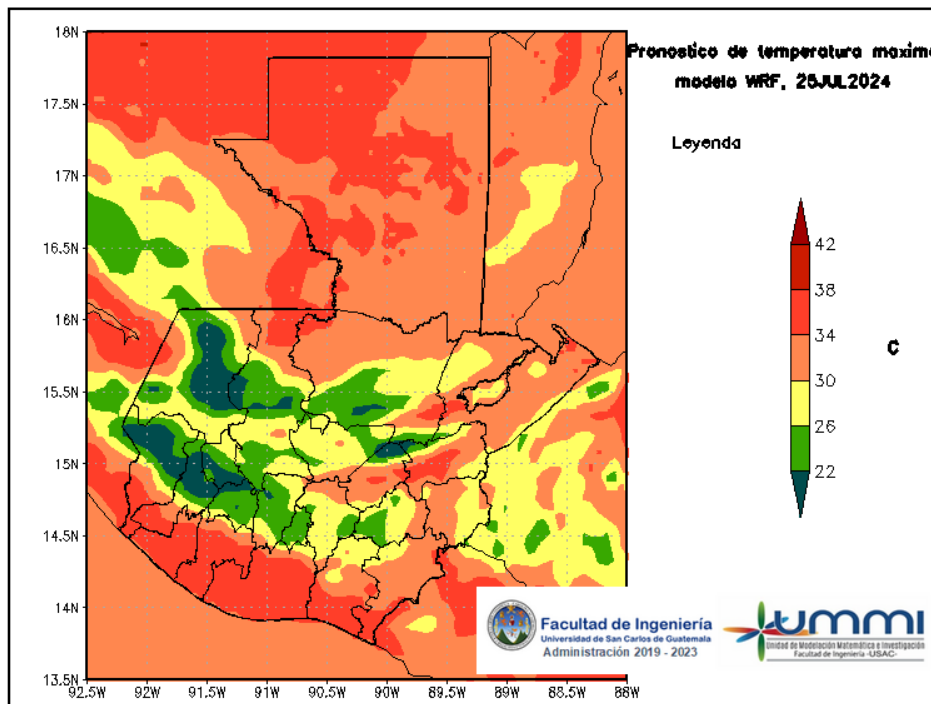 Pronostico de temperatura maxima
modelo WRF, 25JUL2024
Leyenda
18N
17.5N
17N
16.5N
16N
15.5N
15N
14.5N
14N
13.5N
92.5W
92W
91.5W
91W
90.5W
90W
89.5W
89W
88.5W
88W
42
38
34
30
26
22
C
Facultad de Ingeniería
Universidad de San Carlos de Guatemala
Administración 2019 - 2023
ummi
Unidad de Modelación Matemática e Investigación
Facultad de Ingeniería -USAC-